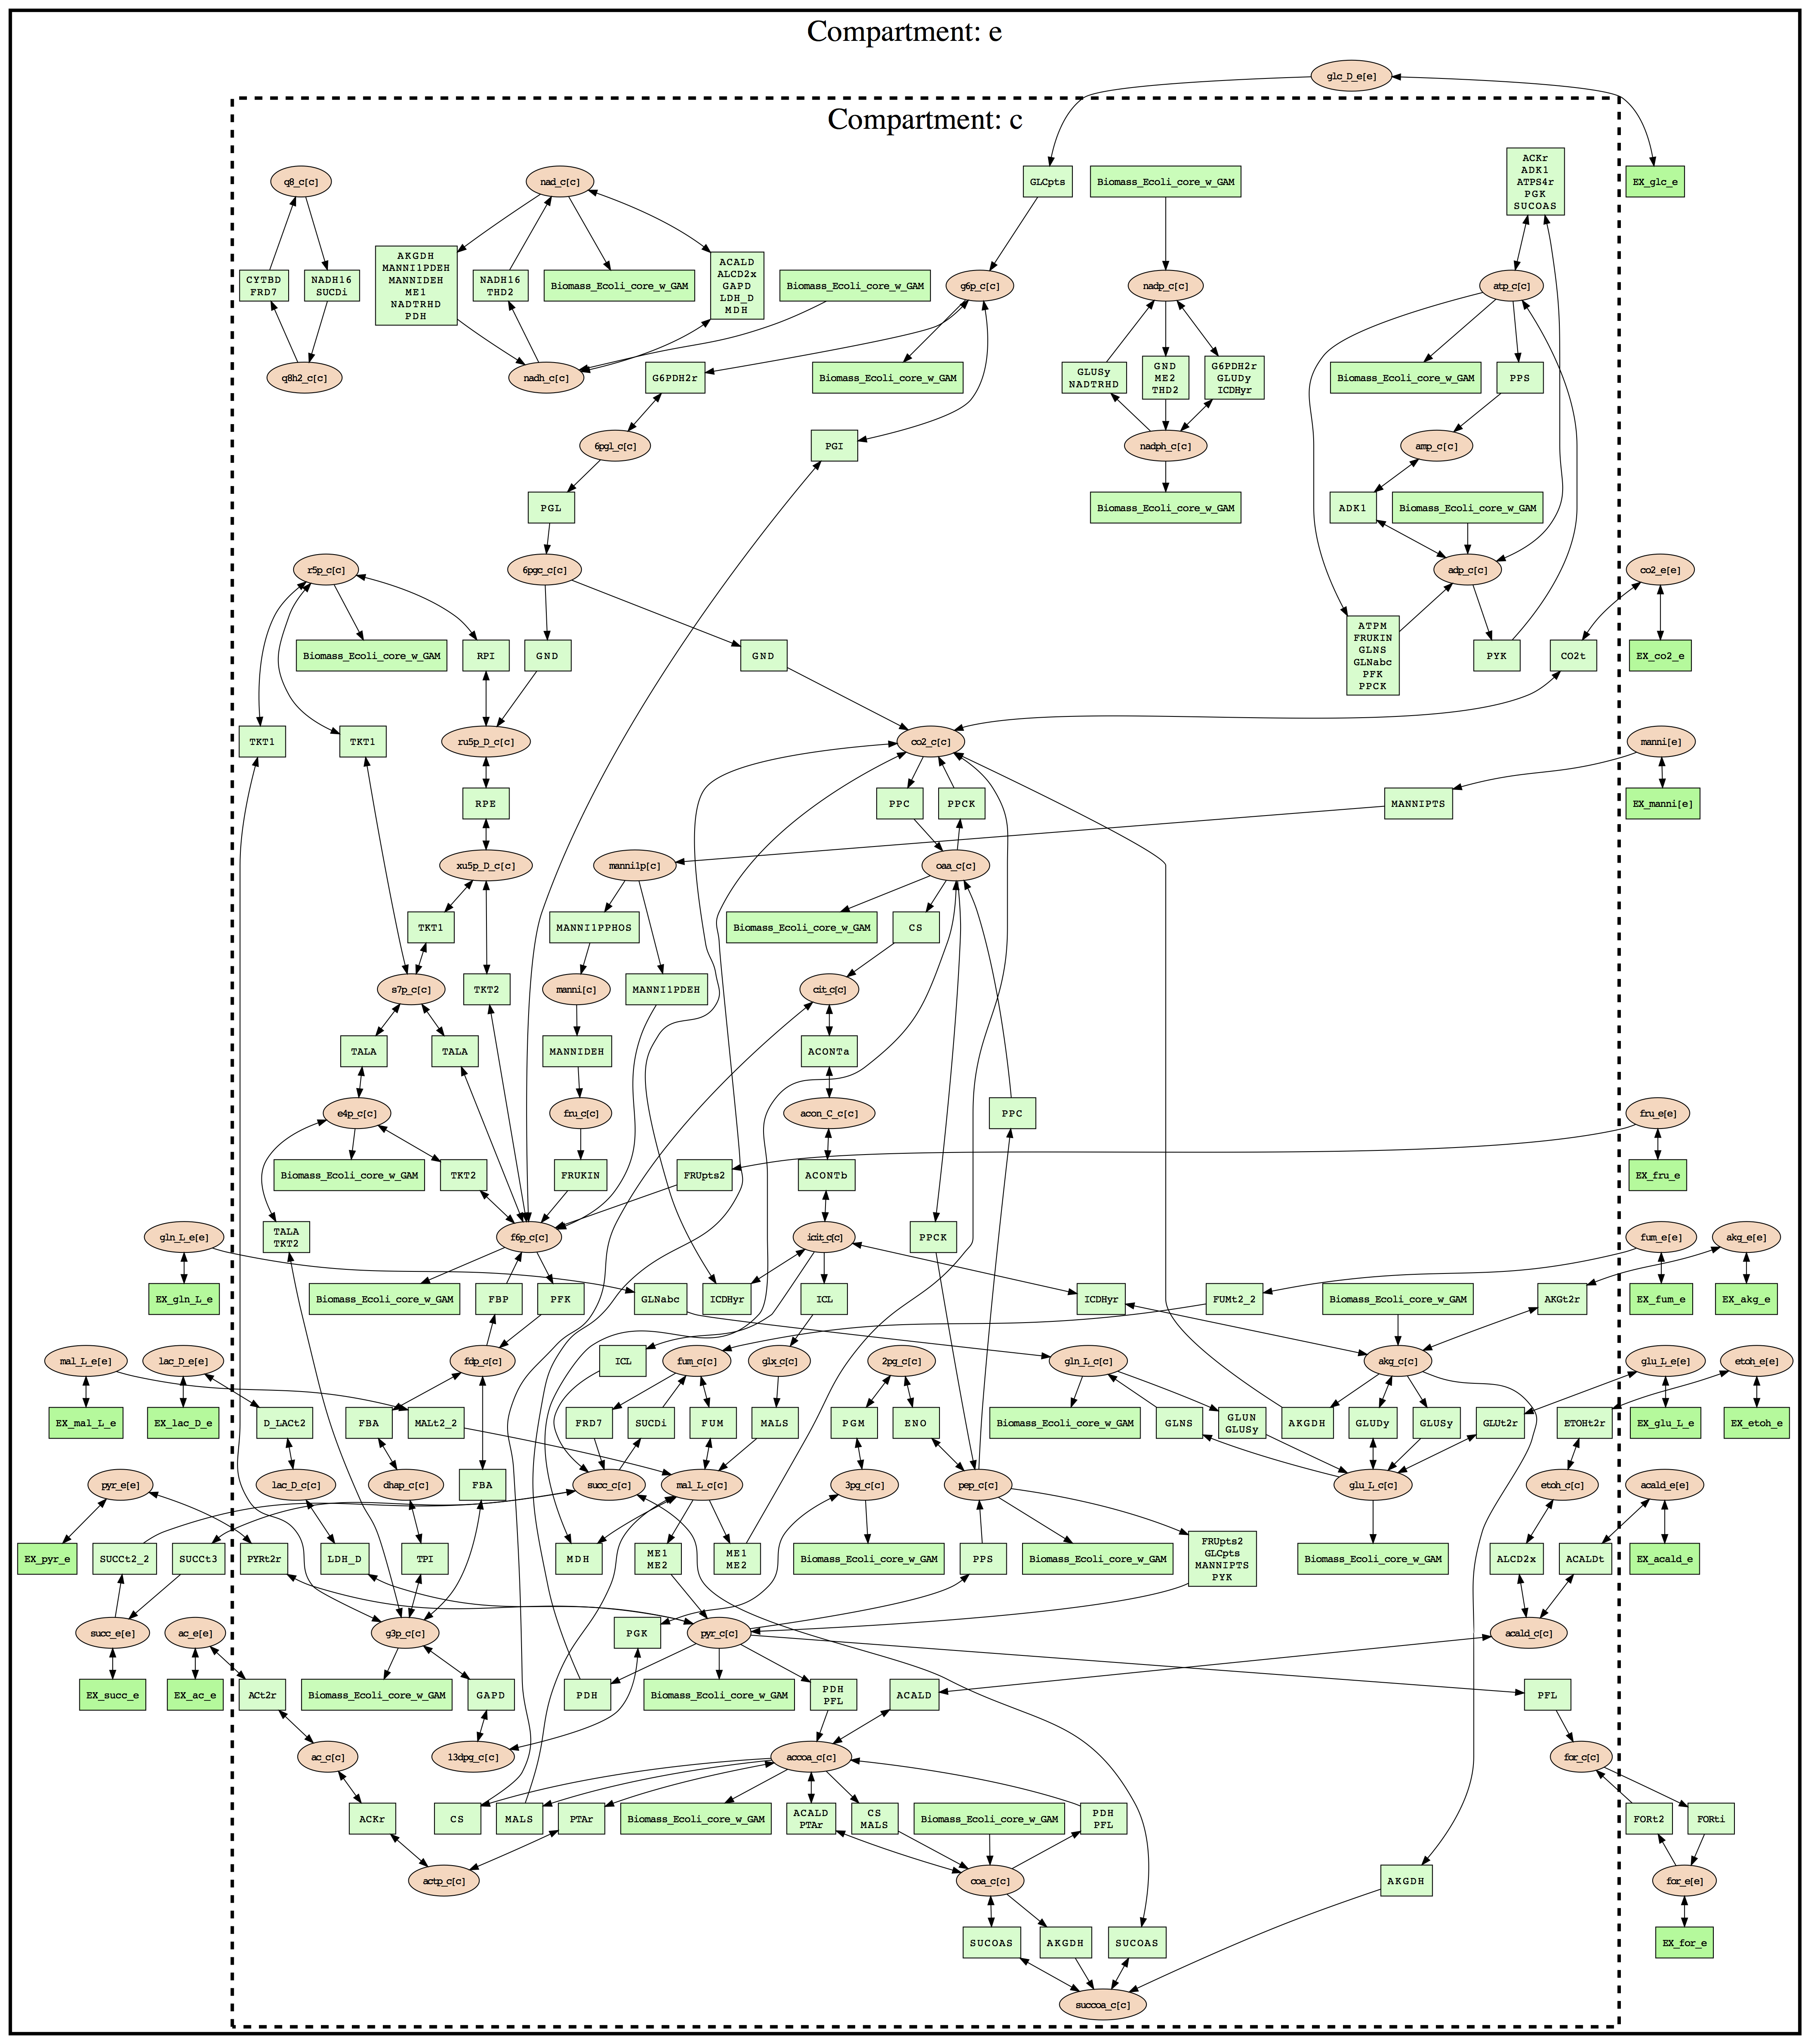 Compartment: e
glc_D_e[e]
Compartment: c
q8_c[c]
nad_c[c]
GLCpts
Biomass_Ecoli_core_w_GAM
ACKr
ADK1
ATPS4r
PGK
SUCOAS
EX_glc_e
CYTBD
FRD7
NADH16
SUCDi
AKGDH
MANNI1PDEH
MANNIDEH
ME1
NADTRHD
PDH
NADH16
THD2
Biomass_Ecoli_core_w_GAM
ACALD
ALCD2x
GAPD
LDH_D
MDH
Biomass_Ecoli_core_w_GAM
g6p_c[c]
nadp_c[c]
atp_c[c]
q8h2_c[c]
nadh_c[c]
G6PDH2r
Biomass_Ecoli_core_w_GAM
GLUSy
NADTRHD
GND
ME2
THD2
G6PDH2r
GLUDy
ICDHyr
Biomass_Ecoli_core_w_GAM
PPS
6pgl_c[c]
PGI
nadph_c[c]
amp_c[c]
PGL
Biomass_Ecoli_core_w_GAM
ADK1
Biomass_Ecoli_core_w_GAM
r5p_c[c]
6pgc_c[c]
adp_c[c]
co2_e[e]
Biomass_Ecoli_core_w_GAM
RPI
GND
GND
ATPM
FRUKIN
GLNS
GLNabc
PFK
PPCK
PYK
CO2t
EX_co2_e
TKT1
TKT1
ru5p_D_c[c]
co2_c[c]
manni[e]
RPE
PPC
PPCK
MANNIPTS
EX_manni[e]
xu5p_D_c[c]
manni1p[c]
oaa_c[c]
TKT1
MANNI1PPHOS
Biomass_Ecoli_core_w_GAM
CS
s7p_c[c]
TKT2
manni[c]
MANNI1PDEH
cit_c[c]
TALA
TALA
MANNIDEH
ACONTa
e4p_c[c]
fru_c[c]
acon_C_c[c]
PPC
fru_e[e]
Biomass_Ecoli_core_w_GAM
TKT2
FRUKIN
FRUpts2
ACONTb
EX_fru_e
gln_L_e[e]
TALA
TKT2
f6p_c[c]
icit_c[c]
PPCK
fum_e[e]
akg_e[e]
EX_gln_L_e
Biomass_Ecoli_core_w_GAM
FBP
PFK
GLNabc
ICDHyr
ICL
ICDHyr
FUMt2_2
Biomass_Ecoli_core_w_GAM
AKGt2r
EX_fum_e
EX_akg_e
mal_L_e[e]
lac_D_e[e]
fdp_c[c]
ICL
fum_c[c]
glx_c[c]
2pg_c[c]
gln_L_c[c]
akg_c[c]
glu_L_e[e]
etoh_e[e]
EX_mal_L_e
EX_lac_D_e
D_LACt2
FBA
MALt2_2
FRD7
SUCDi
FUM
MALS
PGM
ENO
Biomass_Ecoli_core_w_GAM
GLNS
GLUN
GLUSy
AKGDH
GLUDy
GLUSy
GLUt2r
ETOHt2r
EX_glu_L_e
EX_etoh_e
pyr_e[e]
lac_D_c[c]
dhap_c[c]
FBA
succ_c[c]
mal_L_c[c]
3pg_c[c]
pep_c[c]
glu_L_c[c]
etoh_c[c]
acald_e[e]
EX_pyr_e
SUCCt2_2
SUCCt3
PYRt2r
LDH_D
TPI
MDH
ME1
ME2
ME1
ME2
Biomass_Ecoli_core_w_GAM
PPS
Biomass_Ecoli_core_w_GAM
FRUpts2
GLCpts
MANNIPTS
PYK
Biomass_Ecoli_core_w_GAM
ALCD2x
ACALDt
EX_acald_e
succ_e[e]
ac_e[e]
g3p_c[c]
PGK
pyr_c[c]
acald_c[c]
EX_succ_e
EX_ac_e
ACt2r
Biomass_Ecoli_core_w_GAM
GAPD
PDH
Biomass_Ecoli_core_w_GAM
PDH
PFL
ACALD
PFL
ac_c[c]
13dpg_c[c]
accoa_c[c]
for_c[c]
ACKr
CS
MALS
PTAr
Biomass_Ecoli_core_w_GAM
ACALD
PTAr
CS
MALS
Biomass_Ecoli_core_w_GAM
PDH
PFL
FORt2
FORti
actp_c[c]
coa_c[c]
AKGDH
for_e[e]
SUCOAS
AKGDH
SUCOAS
EX_for_e
succoa_c[c]